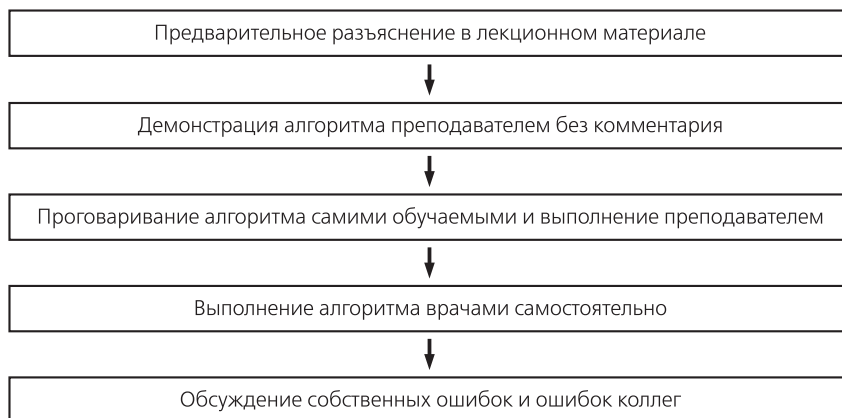 Предварительное разъяснение в лекционном материале
Демонстрация алгоритма преподавателем без комментария
Проговаривание алгоритма самими обучаемыми и выполнение преподавателем
Выполнение алгоритма врачами самостоятельно
Обсуждение собственных ошибок и ошибок коллег